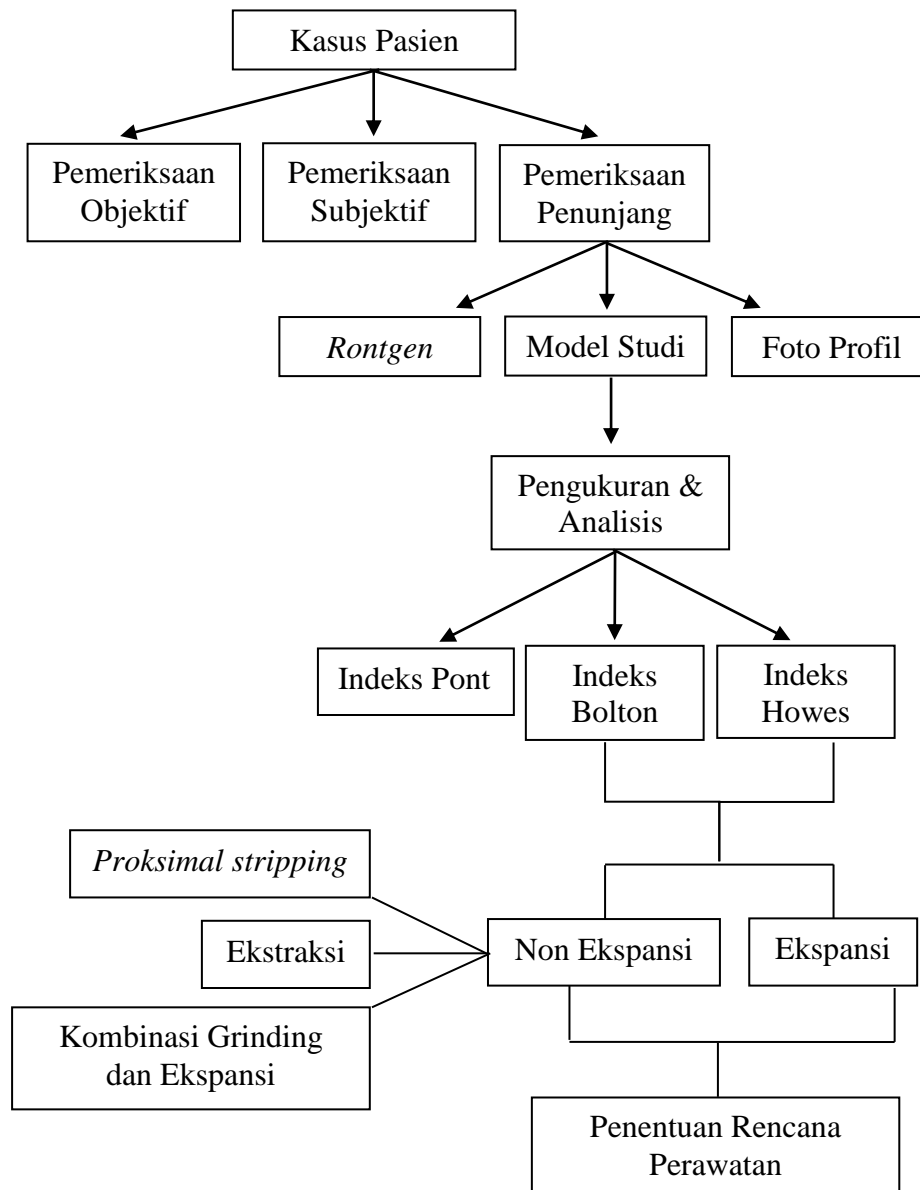 Kasus Pasien
Pemeriksaan
Objektif
Pemeriksaan
Subjektif
Pemeriksaan
Penunjang
Rontgen
Model Studi
Foto Profil
Pengukuran &
Analisis
Indeks Pont
Indeks
Bolton
Indeks
Howes
Proksimal stripping
Ekstraksi
Non Ekspansi
Ekspansi
Kombinasi Grinding
dan Ekspansi
Penentuan Rencana
Perawatan